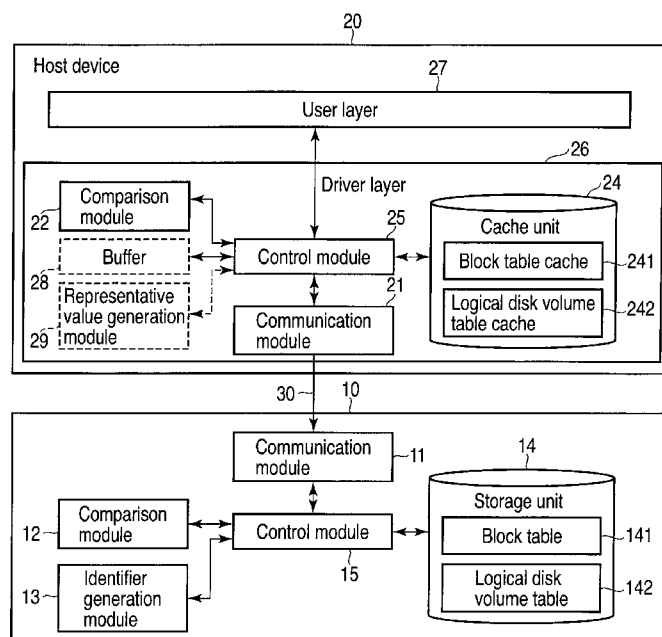 20
Host device
27
User layer
26
Driver layer
24
Comparison
module
22
25
Cache unit
Buffer
28
Control module
Block table cache
241
21
Representative
value generation
module
29
Communication
module
Logical disk volume
table cache
242
30
10
Communication
module
11
14
Comparison
module
12
Control module
15
Storage unit
Block table
141
Identifier
generation
module
13
Logical disk
volume table
142